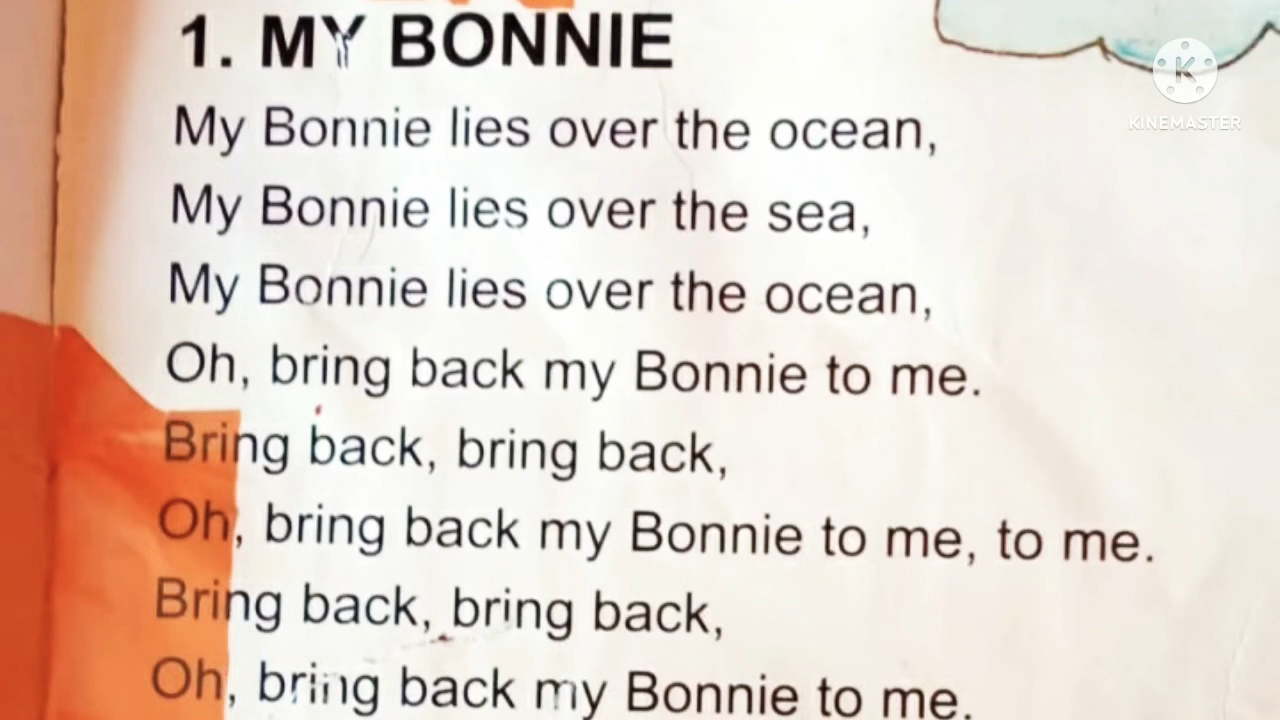 1. MY BONNIE
My Bonnie lies over the ocean,
My Bonnie lies over the sea,
My Bonnie lies over the ocean,
Oh, bring back my Bonnie to me.
Bring back, bring back,
Oh, bring back my Bonnie to me, to me.
Bring back, bring back,
Oh, bring back my Bonnie to me.
K
KINEMASTER